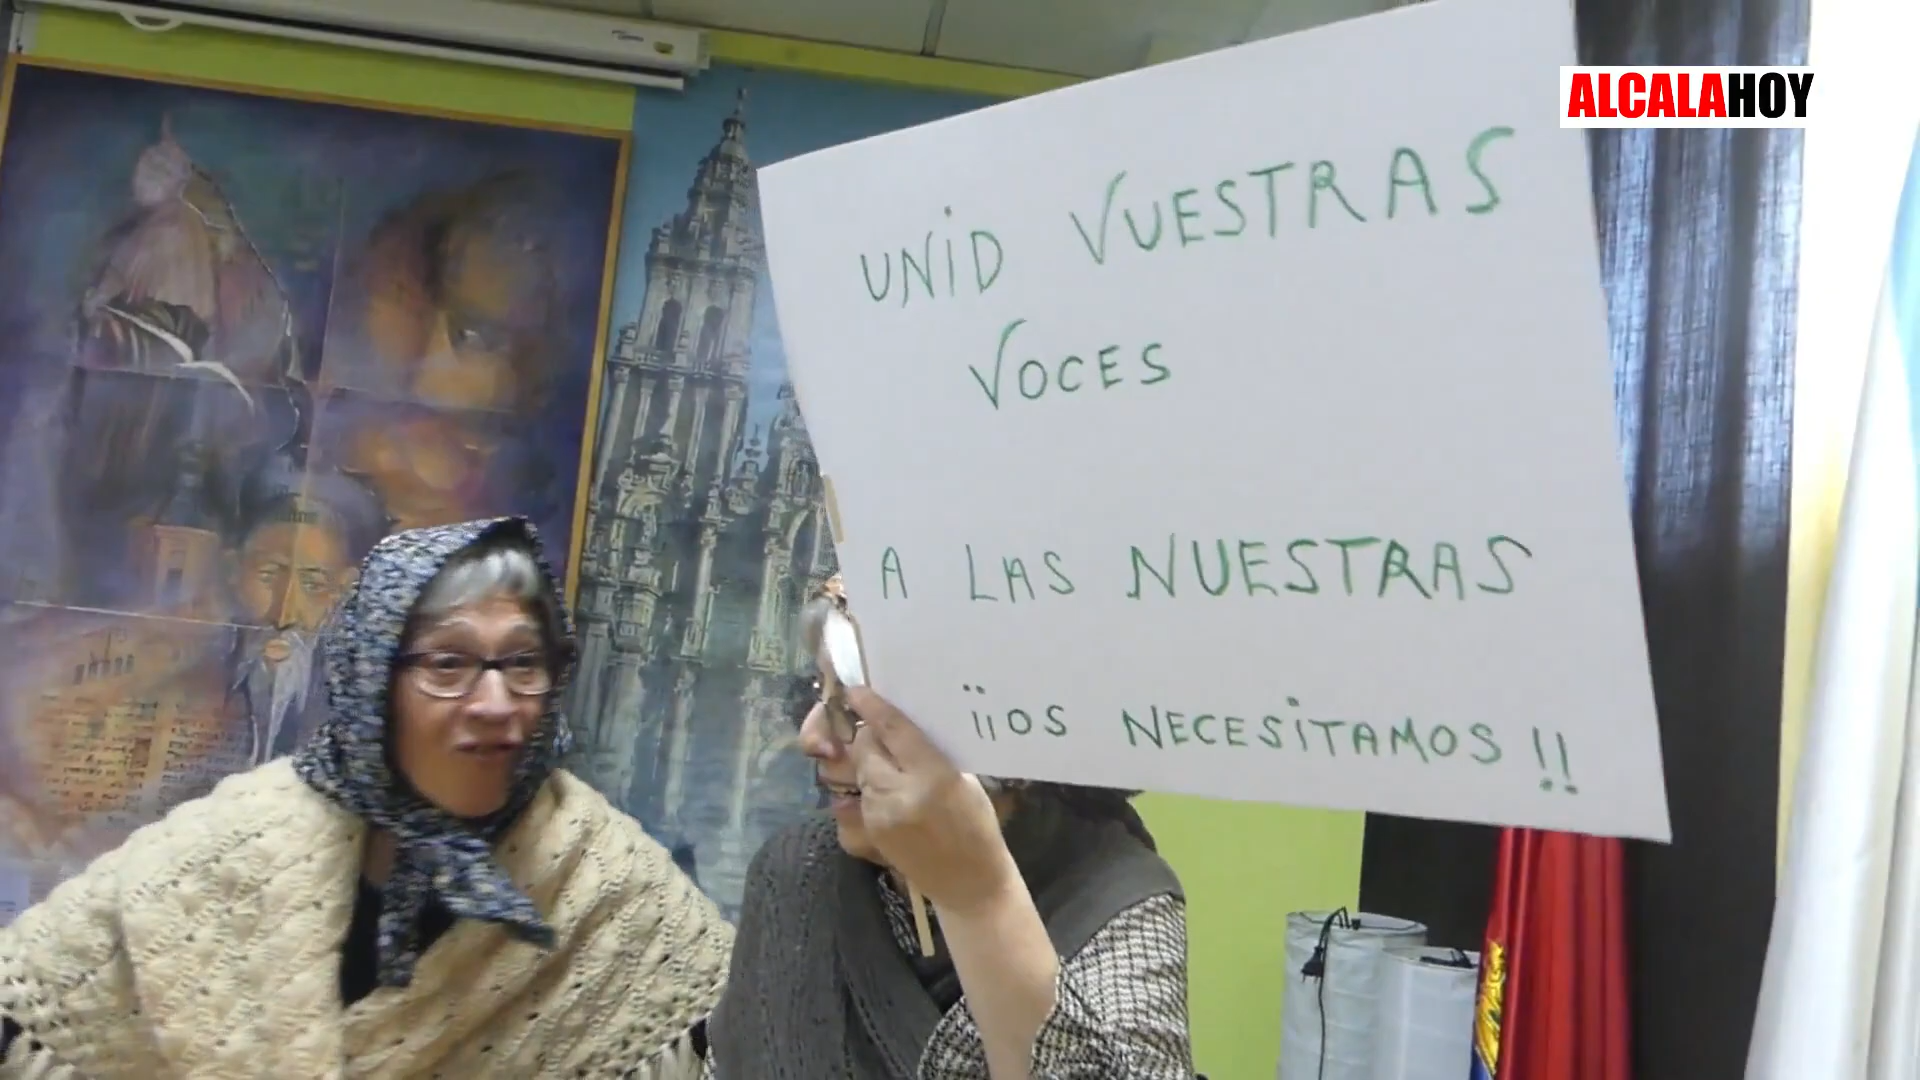 ALCALAHOY
UNiD VUESTRAS
VOCES
A LAS NUESTRAS
¡¡OS NECESiTAMOS !!